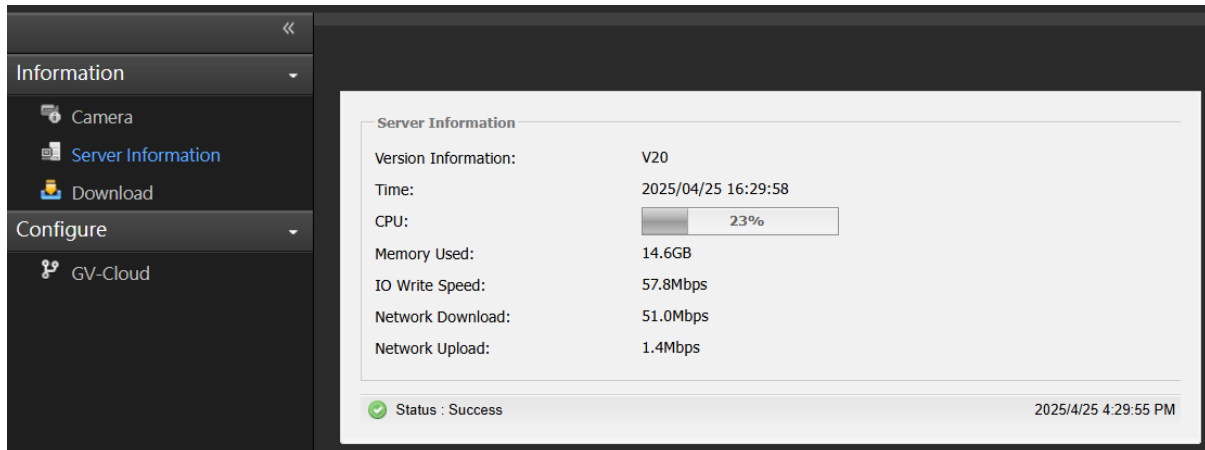 «
Information
Camera
Server Information
Download
Configure
GV-Cloud
Server Information
Version Information: V20
Time: 2025/04/25 16:29:58
CPU: 23%
Memory Used: 14.6GB
IO Write Speed: 57.8Mbps
Network Download: 51.0Mbps
Network Upload: 1.4Mbps
Status : Success 2025/4/25 4:29:55 PM